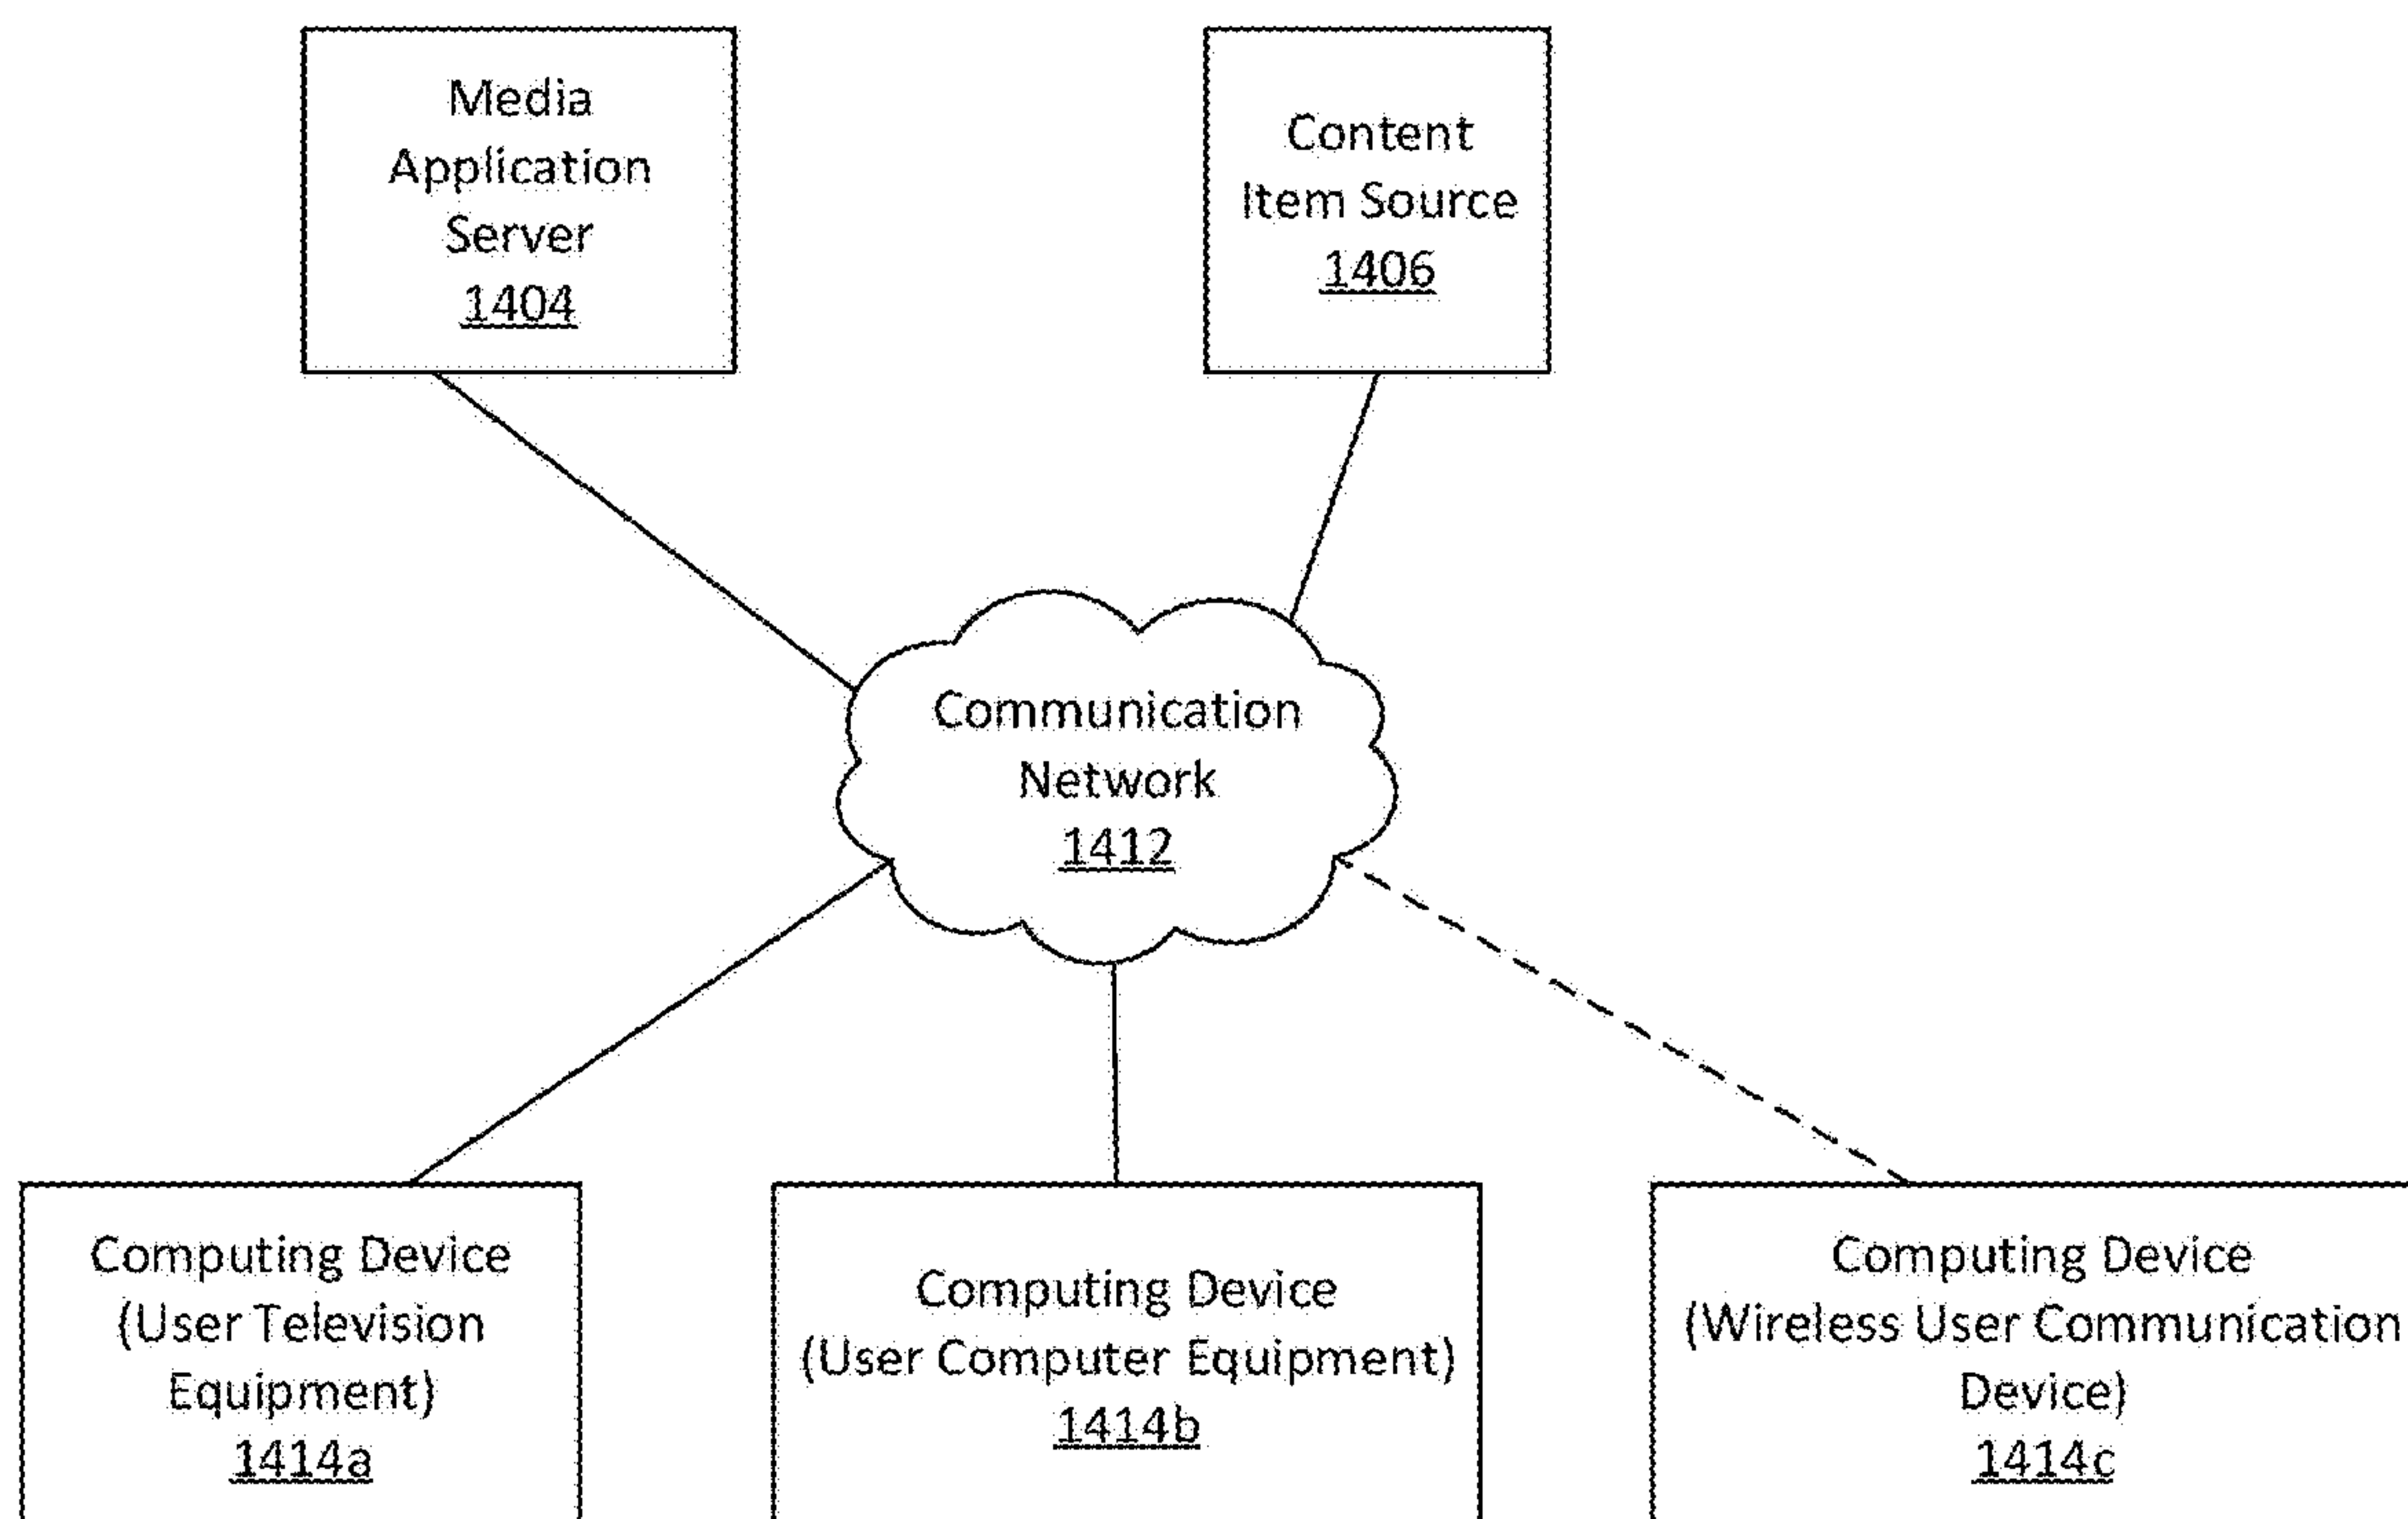 Media
Application
Server
1404
Content
Item Source
1406
Communication
Network
1412
Computing Device
(User Television
Equipment)
1414a
Computing Device
(User Computer Equipment)
1414b
Computing Device
(Wireless User Communication
Device)
1414c